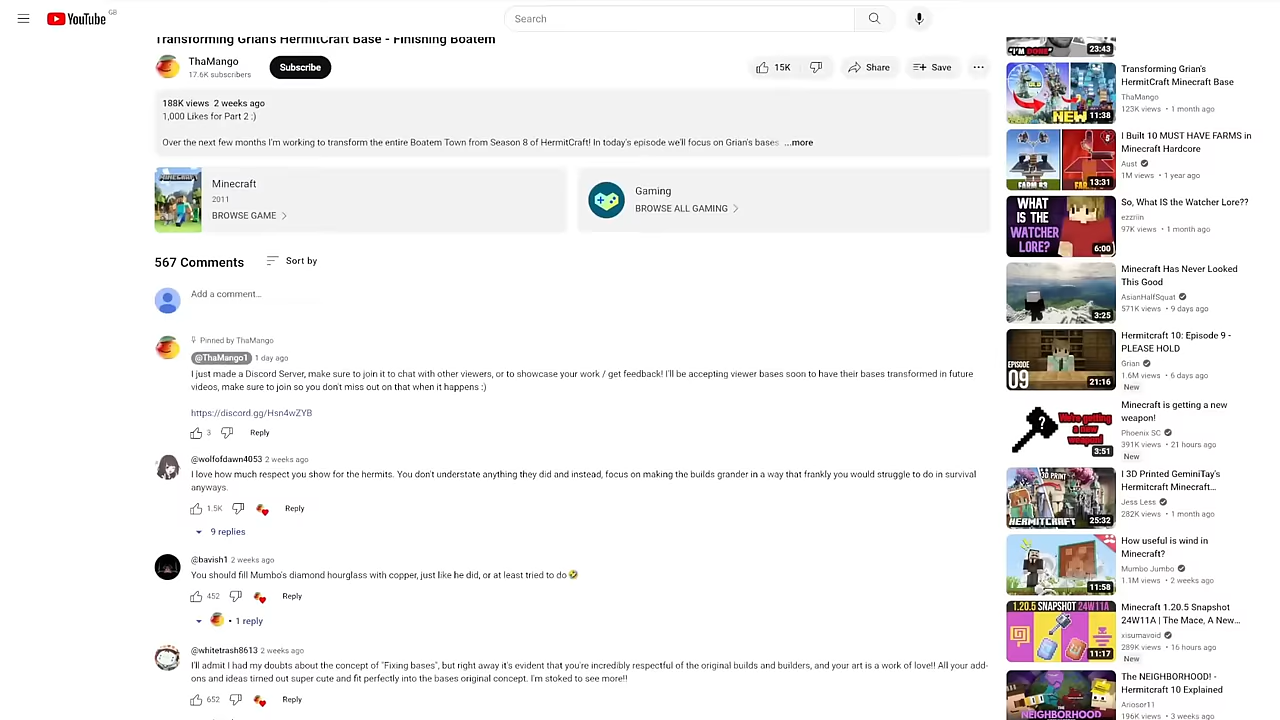 YouTube GB
Search
Transforming Grian's HermitCraft Base - Finishing Boatem
ThaMango
17.6K subscribers
Subscribe
15K
Share
Save
188K views 2 weeks ago
1,000 Likes for Part 2 :)
Over the next few months I'm working to transform the entire Boatem Town from Season 8 of HermitCraft! In today's episode we'll focus on Grian's bases ...more
Minecraft
2011
BROWSE GAME
Gaming
BROWSE ALL GAMING
567 Comments
Sort by
Add a comment...
Pinned by ThaMango
@ThaMango1 1 day ago
I just made a Discord Server, make sure to join it to chat with other viewers, or to showcase your work / get feedback! I'll be accepting viewer bases soon to have their bases transformed in future
videos, make sure to join so you don't miss out on that when it happens :)
https://discord.gg/Hsn4wZYB
3
Reply
@wolfofdawn4053 2 weeks ago
I love how much respect you show for the hermits. You don't understate anything they did and instead, focus on making the builds grander in a way that frankly you would struggle to do in survival
anyways.
1.5K
Reply
9 replies
@bavish1 2 weeks ago
You should fill Mumbo's diamond hourglass with copper, just like he did, or at least tried to do 🤣
452
Reply
• 1 reply
@whitetrash8613 2 weeks ago
I'll admit I had my doubts about the concept of "Fixing bases", but right away it's evident that you're incredibly respectful of the original builds and builders, and your art is a work of love!! All your add-
ons and ideas tirned out super cute and fit perfectly into the bases original concept. I'm stoked to see more!!
652
Reply
"I'M DONE"
23:43
NEW
11:38
Transforming Grian's
HermitCraft Minecraft Base
ThaMango
123K views • 1 month ago
FARM #3
FAR
13:31
I Built 10 MUST HAVE FARMS in
Minecraft Hardcore
Aust
1M views • 1 year ago
WHAT
IS THE
WATCHER
LORE?
6:00
So, What IS the Watcher Lore??
ezzriin
97K views • 1 month ago
3:25
Minecraft Has Never Looked
This Good
AsianHalfSquat
571K views • 9 days ago
EPISODE
09
21:16
Hermitcraft 10: Episode 9 -
PLEASE HOLD
Grian
1.6M views • 6 days ago
New
?
We're getting
a new
weapon!
3:51
Minecraft is getting a new
weapon!
Phoenix SC
391K views • 21 hours ago
New
3D PRINT
HERMITCRAFT
25:32
I 3D Printed GeminiTay's
Hermitcraft Minecraft...
Jess Less
282K views • 1 month ago
11:58
How useful is wind in
Minecraft?
Mumbo Jumbo
1.1M views • 2 weeks ago
1.20.5 SNAPSHOT 24W11A
11:17
Minecraft 1.20.5 Snapshot
24W11A | The Mace, A New...
xisumavoid
289K views • 16 hours ago
New
THE
NEIGHBORHOOD
The NEIGHBORHOOD! -
Hermitcraft 10 Explained
Ariosor11
196K views • 3 weeks ago